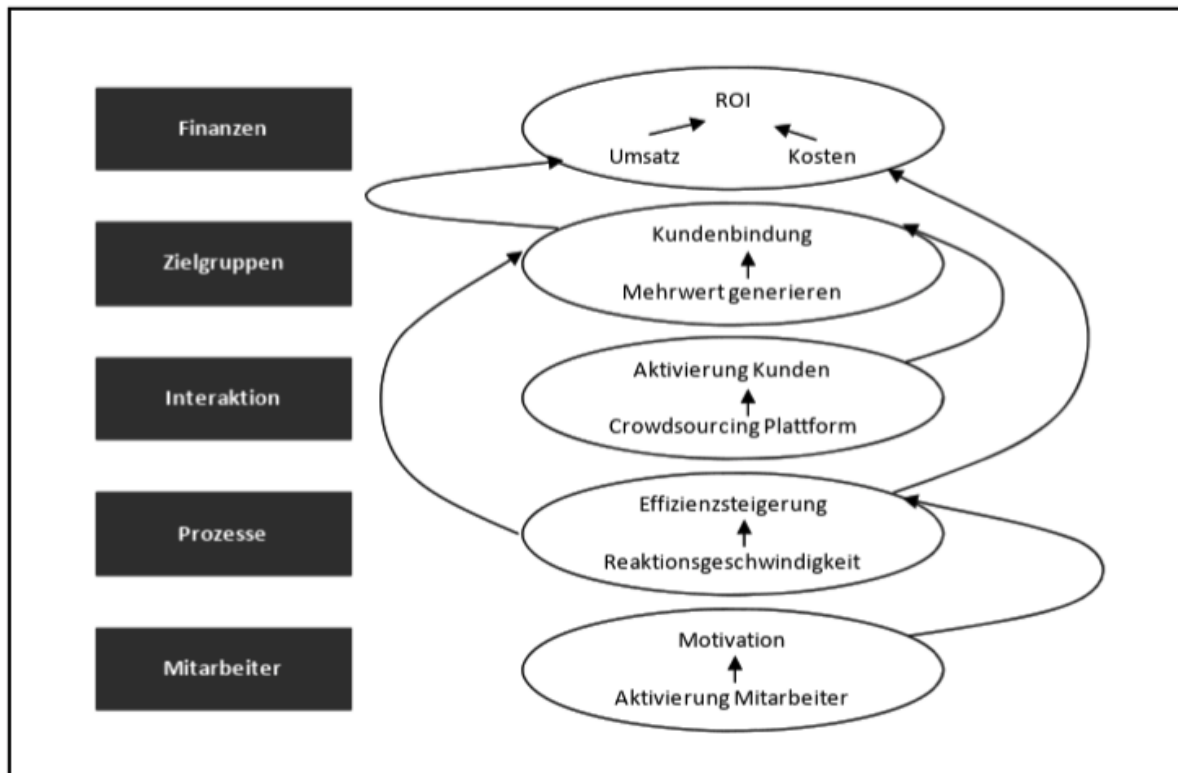 Finanzen
ROI
Umsatz
Kosten
Zielgruppen
Kundenbindung
Mehrwert generieren
Interaktion
Aktivierung Kunden
Crowdsourcing Plattform
Prozesse
Effizienzsteigerung
Reaktionsgeschwindigkeit
Mitarbeiter
Motivation
Aktivierung Mitarbeiter